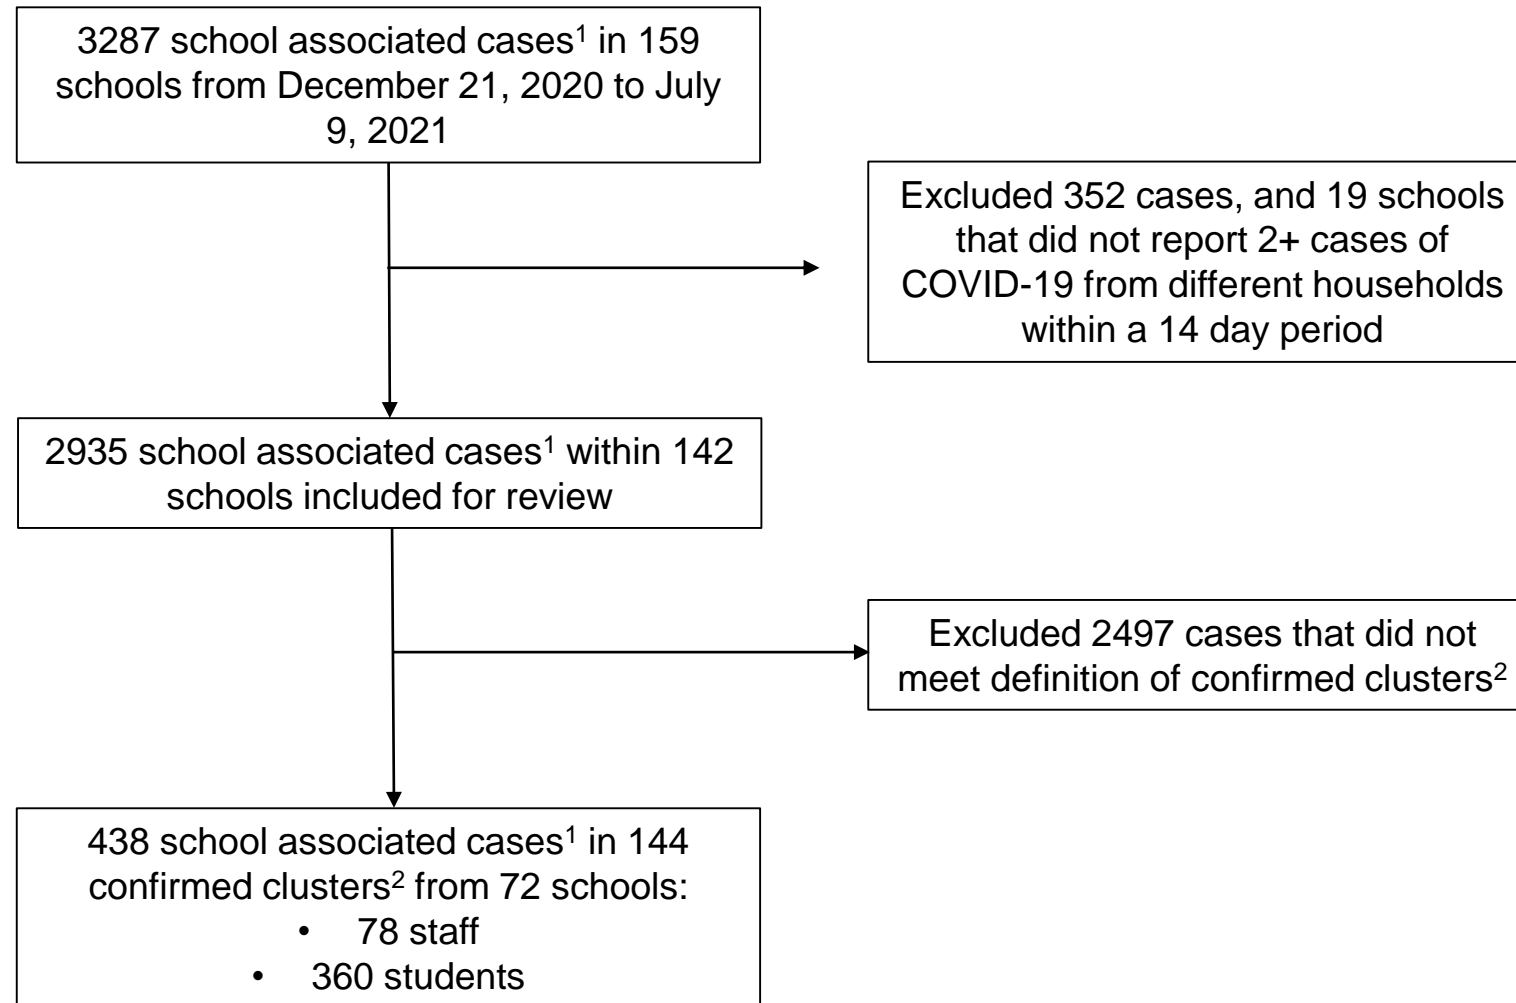 3287 school associated cases¹ in 159
schools from December 21, 2020 to July
9, 2021
Excluded 352 cases, and 19 schools
that did not report 2+ cases of
COVID-19 from different households
within a 14 day period
2935 school associated cases¹ within 142
schools included for review
Excluded 2497 cases that did not
meet definition of confirmed clusters²
438 school associated cases¹ in 144
confirmed clusters² from 72 schools:
• 78 staff
• 360 students